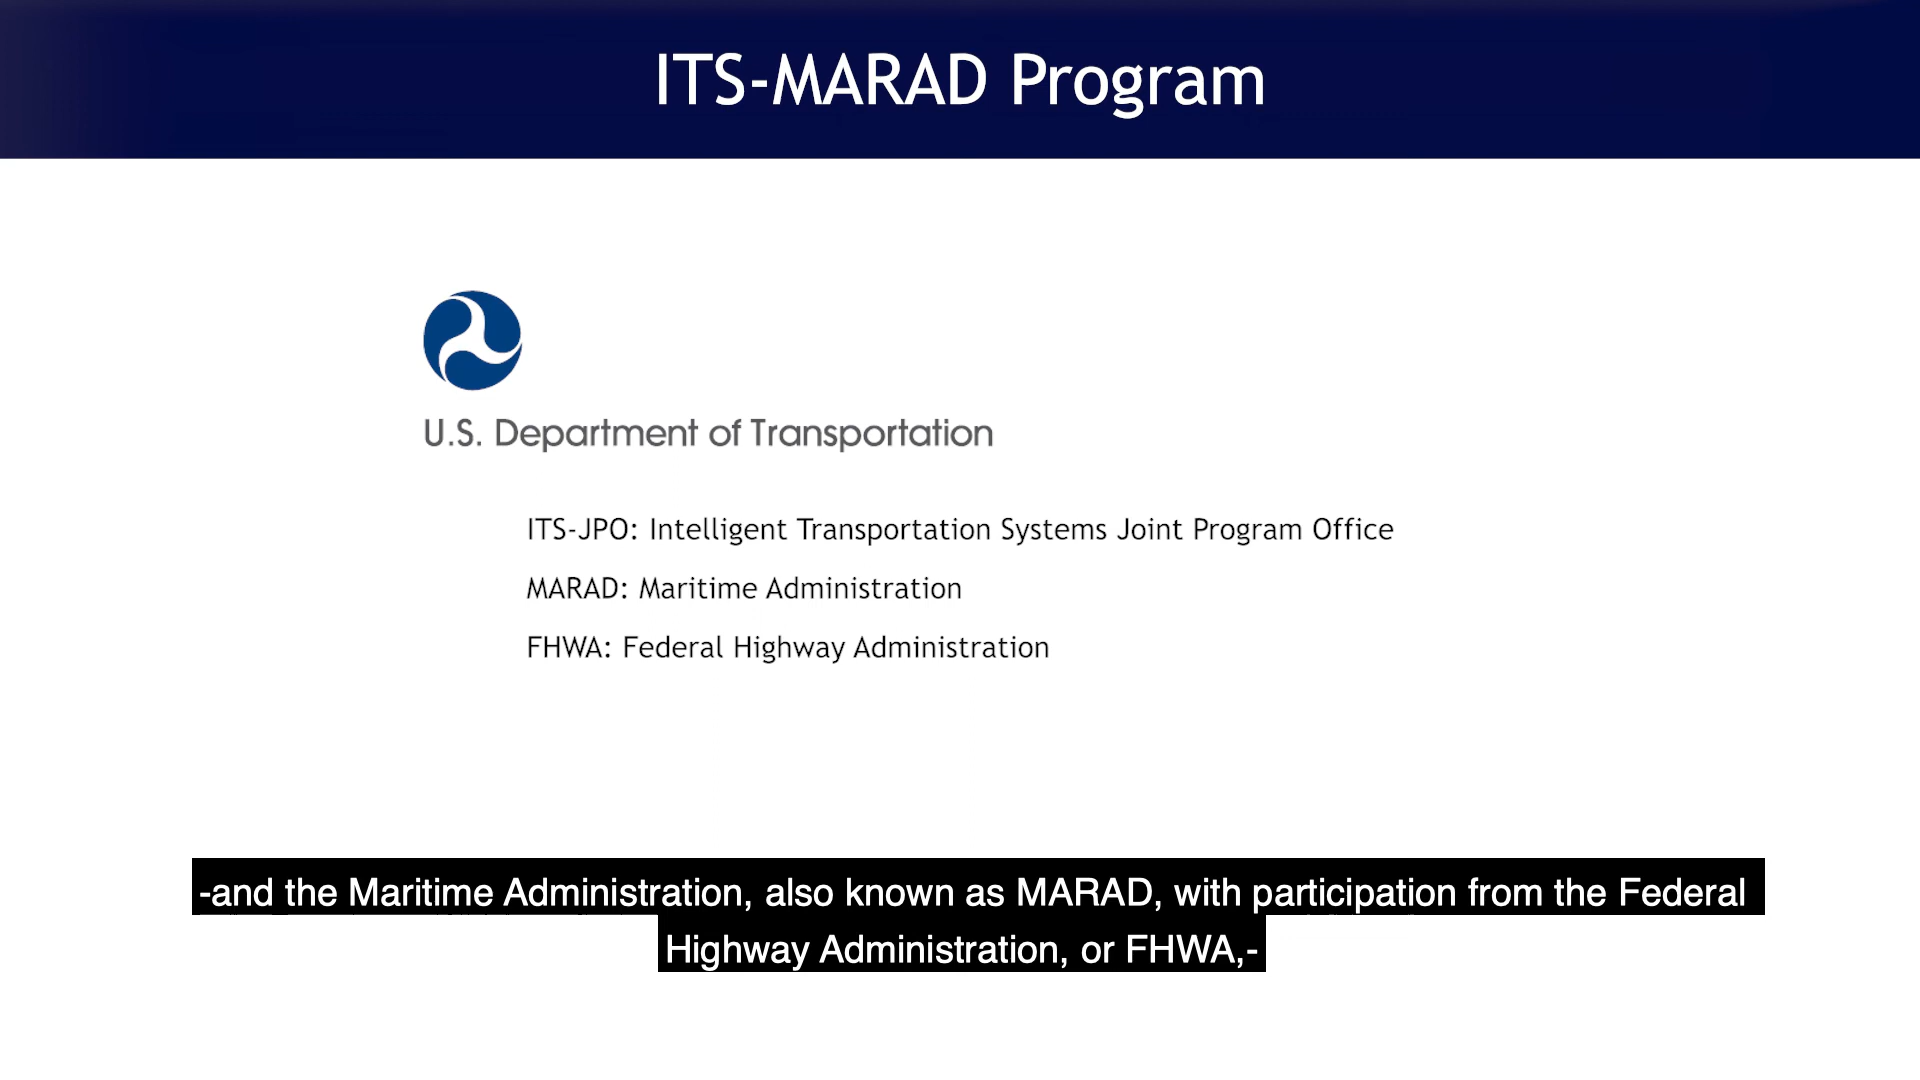 ITS-MARAD Program
U.S. Department of Transportation
ITS-JPO: Intelligent Transportation Systems Joint Program Office
MARAD: Maritime Administration
FHWA: Federal Highway Administration
-and the Maritime Administration, also known as MARAD, with participation from the Federal
Highway Administration, or FHWA,-